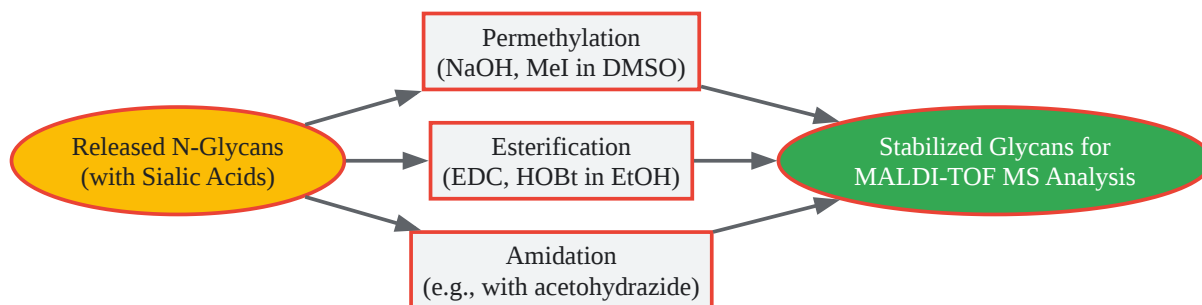 Permethylation
(NaOH, MeI in DMSO)
Released N-Glycans
(with Sialic Acids)
Esterification
(EDC, HOBt in EtOH)
Stabilized Glycans for
MALDI-TOF MS Analysis
Amidation
(e.g., with acetohydrazide)